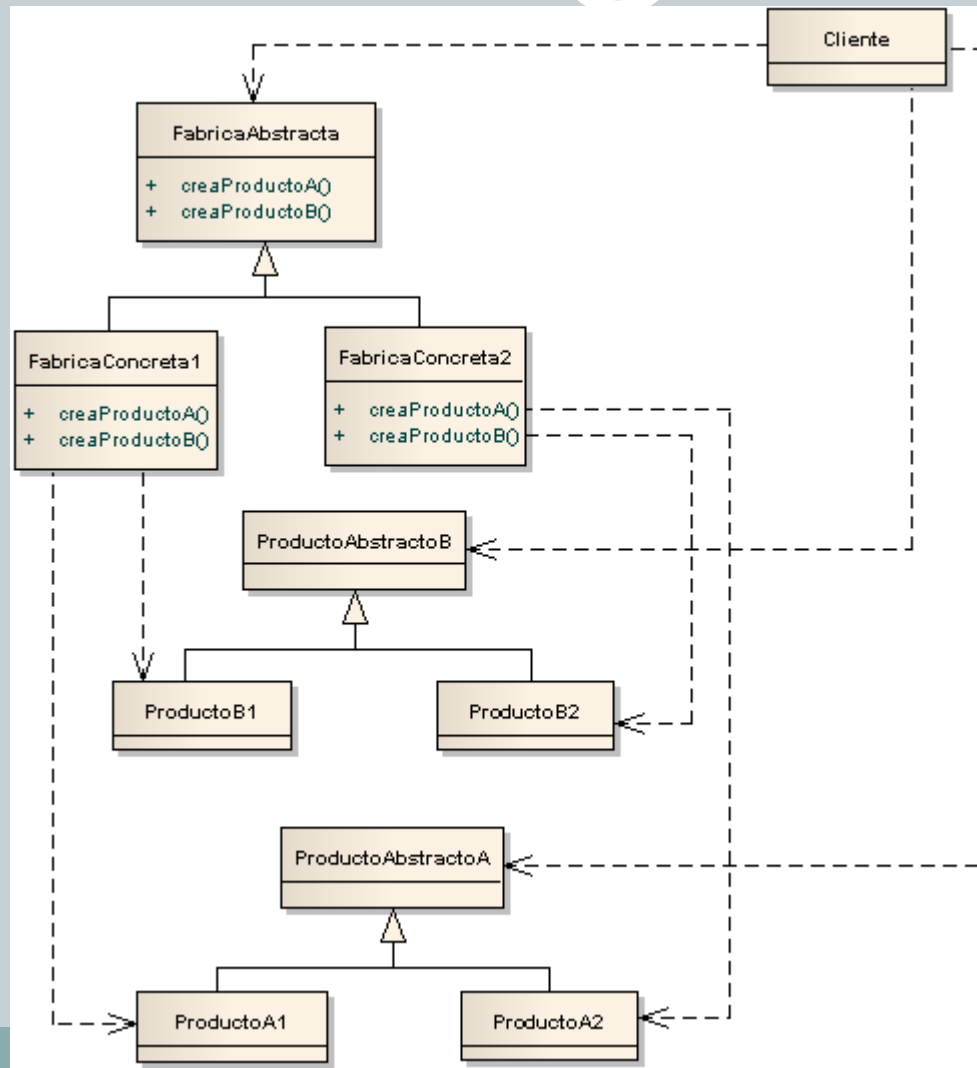 Cliente
FabricaAbstracta
+ creaProductoA()
+ creaProductoB()
FabricaConcreta1
+ creaProductoA()
+ creaProductoB()
FabricaConcreta2
+ creaProductoA()
+ creaProductoB()
ProductoAbstractoB
ProductoB1
ProductoB2
ProductoAbstractoA
ProductoA1
ProductoA2